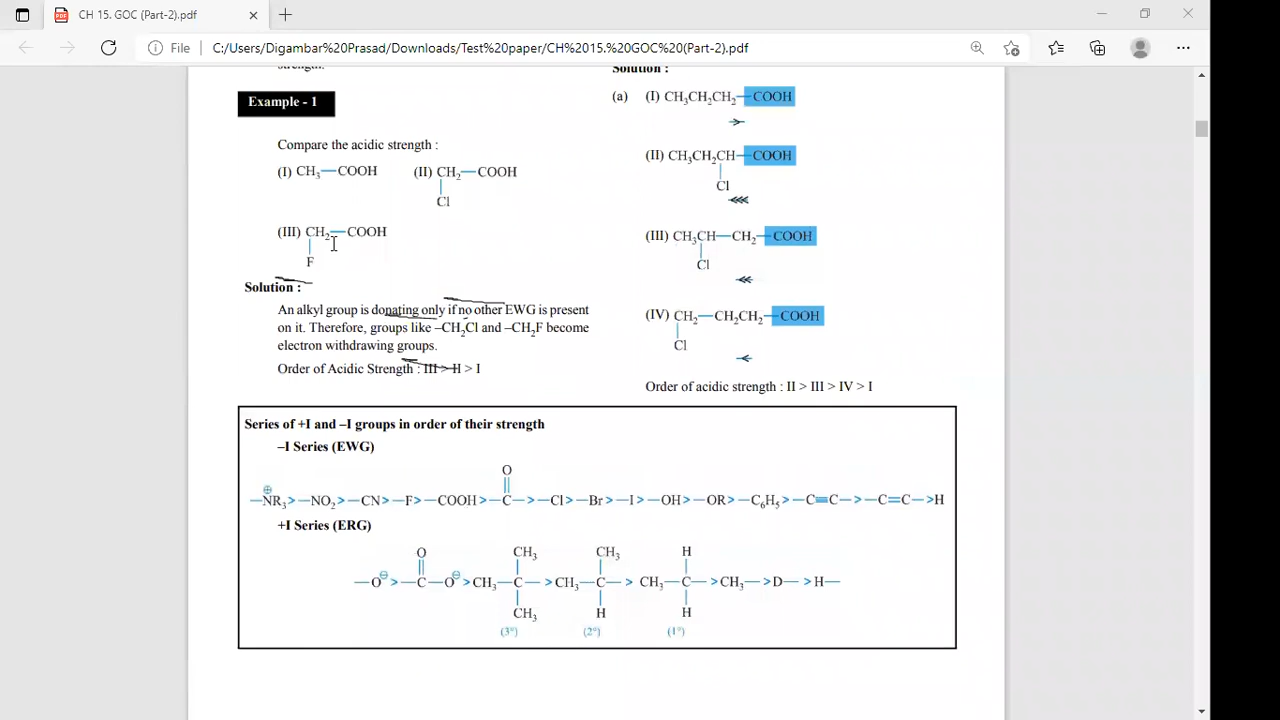 CH 15. GOC (Part-2).pdf
File C:/Users/Digambar%20Prasad/Downloads/Test%20paper/CH%2015.%20GOC%20(Part-2).pdf
strength.
Example - 1
Compare the acidic strength :
(I) CH₃—COOH (II) CH₂—COOH
Cl
(III) CH₂—COOH
F
Solution :
An alkyl group is donating only if no other EWG is present
on it. Therefore, groups like –CH₂Cl and –CH₂F become
electron withdrawing groups.
Order of Acidic Strength : III > II > I
Solution :
(a) (I) CH₃CH₂CH₂—COOH
(II) CH₃CH₂CH—COOH
Cl
(III) CH₃CH—CH₂—COOH
Cl
(IV) CH₂—CH₂CH₂—COOH
Cl
Order of acidic strength : II > III > IV > I
Series of +I and –I groups in order of their strength
–I Series (EWG)
O
⊕
—NR₃> —NO₂> —CN> —F> —COOH> —C— > —Cl> —Br> —I> —OH> —OR> —C₆H₅> —C≡C— > —C=C— >H
+I Series (ERG)
O CH₃ CH₃ H
—O⊖ > —C—O⊖ >CH₃—C— >CH₃—C— > CH₃—C— >CH₃— >D— >H—
CH₃ H H
(3°) (2°) (1°)